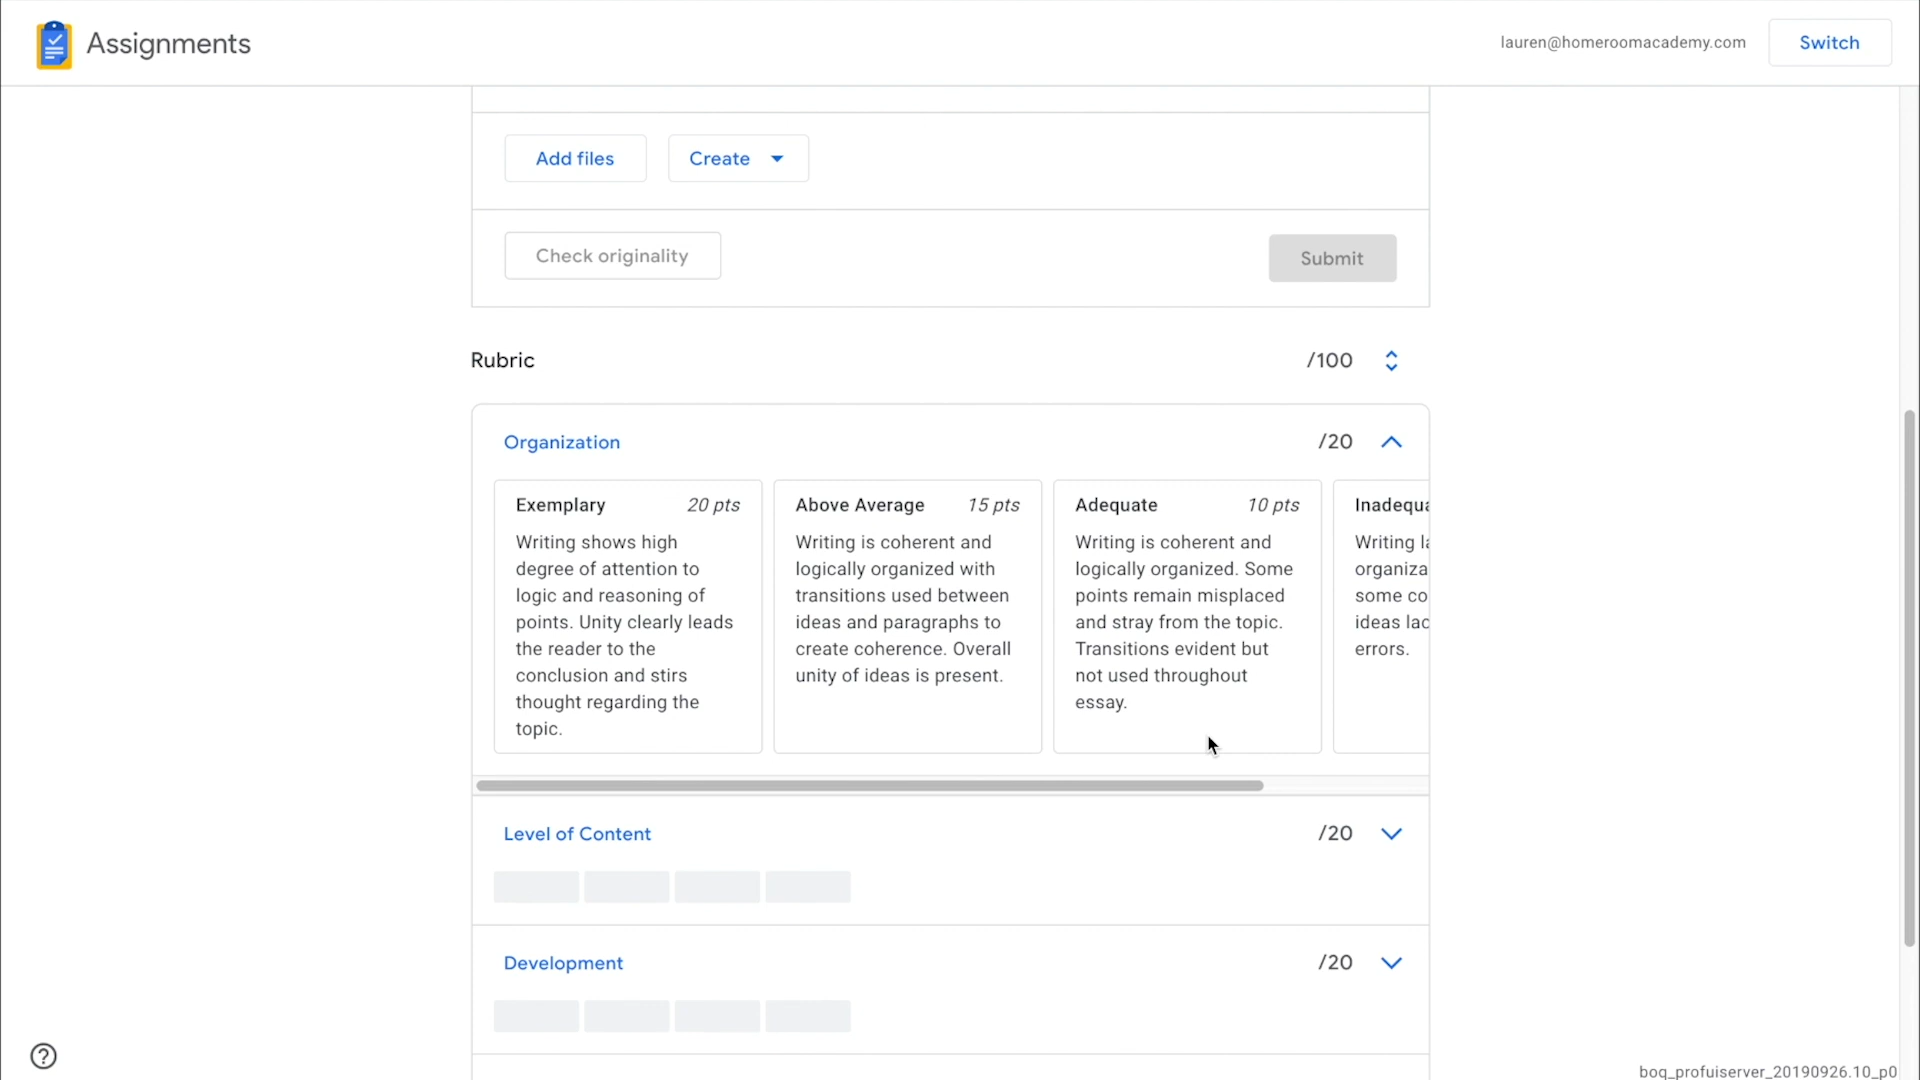 Assignments
lauren@homeroomacademy.com
Switch
Add files
Create
Check originality
Submit
Rubric
/100
Organization
/20
Exemplary
20 pts
Writing shows high
degree of attention to
logic and reasoning of
points. Unity clearly leads
the reader to the
conclusion and stirs
thought regarding the
topic.
Above Average
15 pts
Writing is coherent and
logically organized with
transitions used between
ideas and paragraphs to
create coherence. Overall
unity of ideas is present.
Adequate
10 pts
Writing is coherent and
logically organized. Some
points remain misplaced
and stray from the topic.
Transitions evident but
not used throughout
essay.
Writing
some
ideas
errors.
Level of Content
/20
Development
/20
?
boq_profuiserver_20190926.10_p0